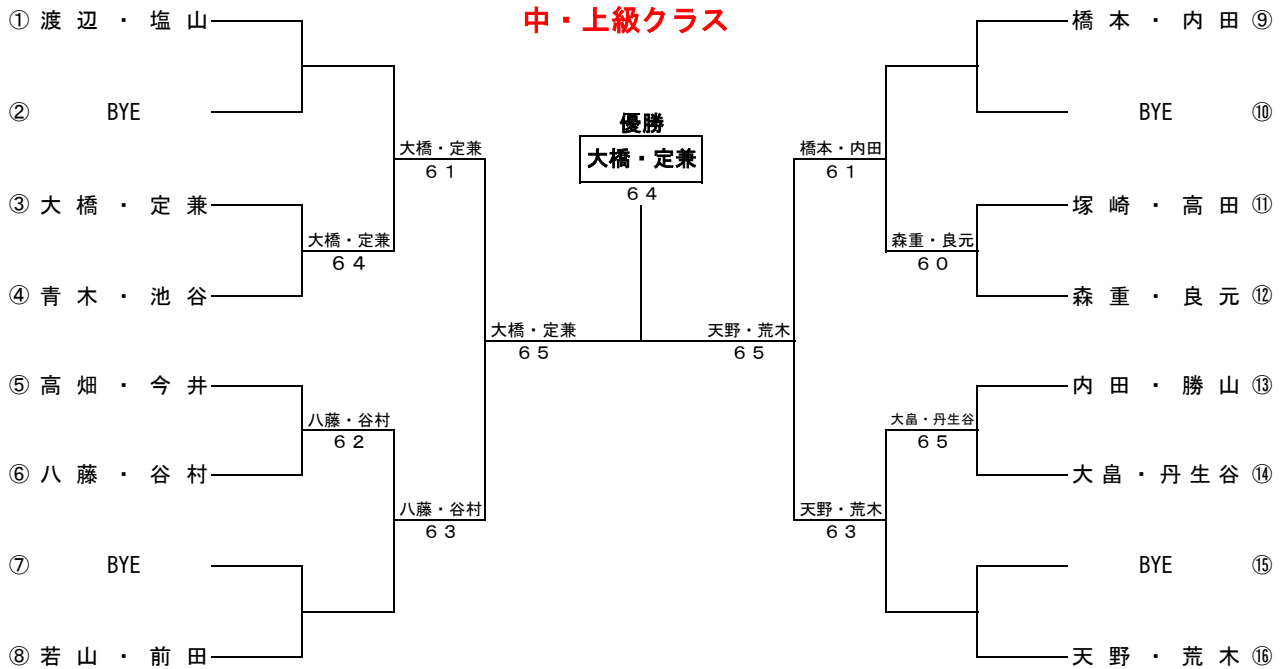 中・上級クラス
① 渡辺・塩山
② BYE
③ 大橋・定兼
④ 青木・池谷
⑤ 高畑・今井
⑥ 八藤・谷村
⑦ BYE
⑧ 若山・前田
大橋・定兼
６４
八藤・谷村
６２
大橋・定兼
６１
八藤・谷村
６３
大橋・定兼
６５
優勝
大橋・定兼
６４
天野・荒木
６５
橋本・内田
６１
天野・荒木
６３
森重・良元
６０
大畠・丹生谷
６５
橋本・内田 ⑨
BYE ⑩
塚崎・高田 ⑪
森重・良元 ⑫
内田・勝山 ⑬
大畠・丹生谷 ⑭
BYE ⑮
天野・荒木 ⑯